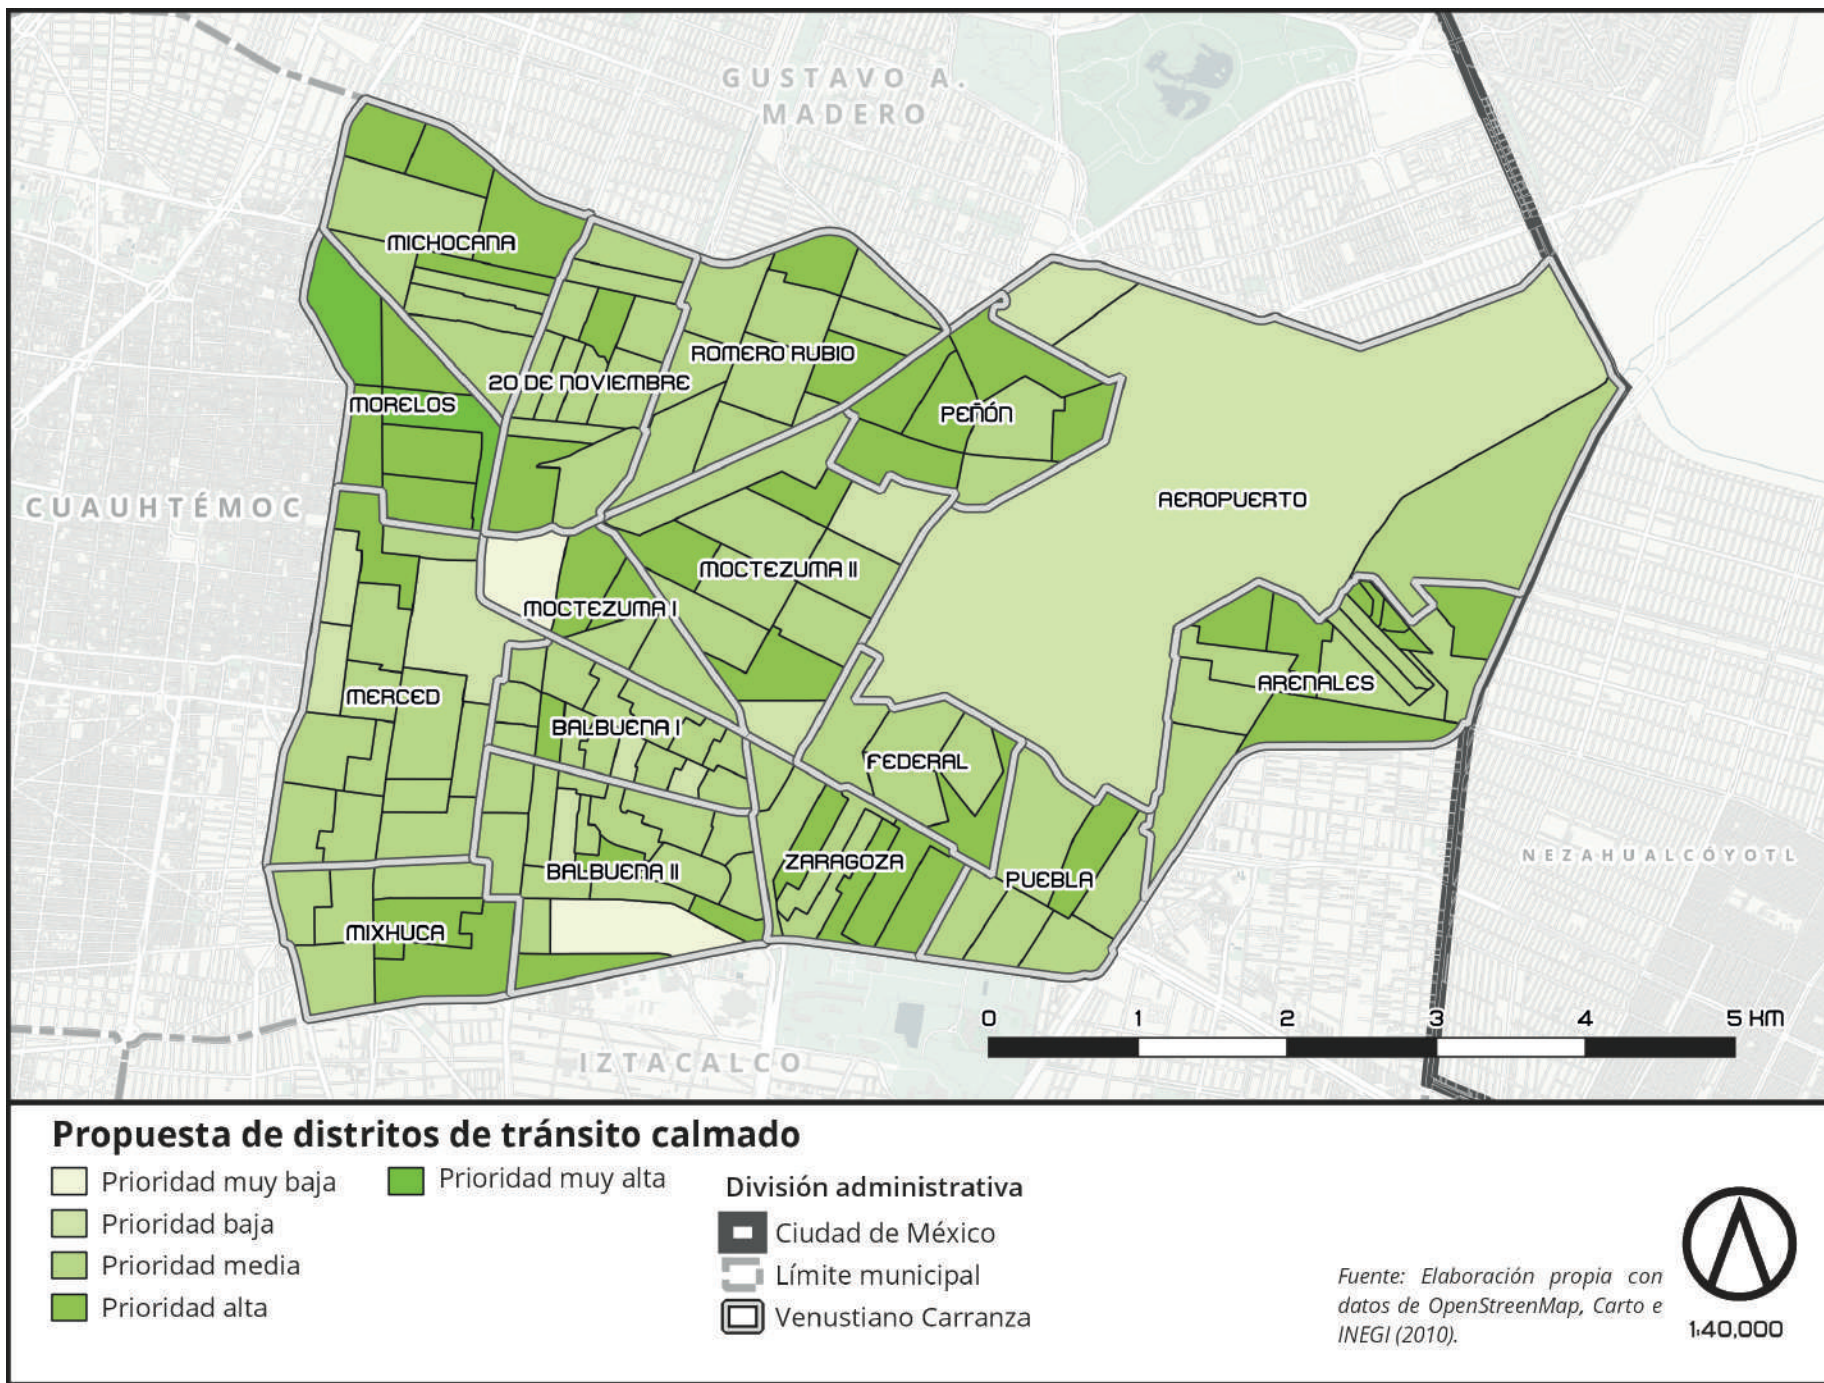 GUSTAVO A.
MADERO
MICHOCANA
ROMERO RUBIO
20 DE NOVIEMBRE
MORELOS
PEÑÓN
CUAUHTÉMOC
AEROPUERTO
MOCTEZUMA II
MOCTEZUMA I
MERCED
ARENALES
BALBUENA I
FEDERAL
NEZAHUALCÓYOTL
ZARAGOZA
BALBUENA II
PUEBLA
MIXHUCA
IZTACALCO
0 1 2 3 4 5 KM
Propuesta de distritos de tránsito calmado
Prioridad muy baja
Prioridad baja
Prioridad media
Prioridad alta
Prioridad muy alta
División administrativa
Ciudad de México
Límite municipal
Venustiano Carranza
Fuente: Elaboración propia con
datos de OpenStreenMap, Carto e
INEGI (2010).
1:40,000